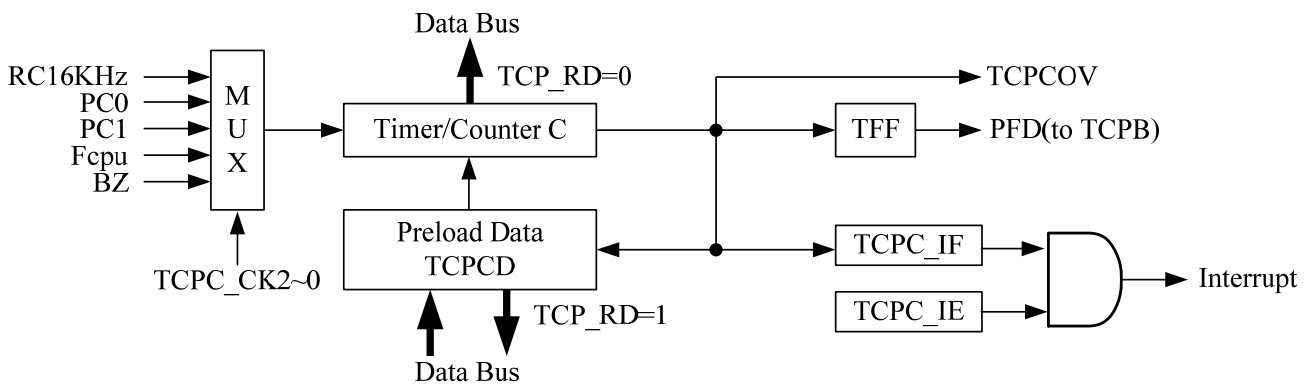 Data Bus
TCP_RD=0
RC16KHz
PC0
PC1
Fcpu
BZ
M
U
X
Timer/Counter C
TCPCOV
TFF
PFD(to TCPB)
Preload Data
TCPCD
TCPC_CK2~0
TCPC_IF
TCPC_IE
Interrupt
TCP_RD=1
Data Bus